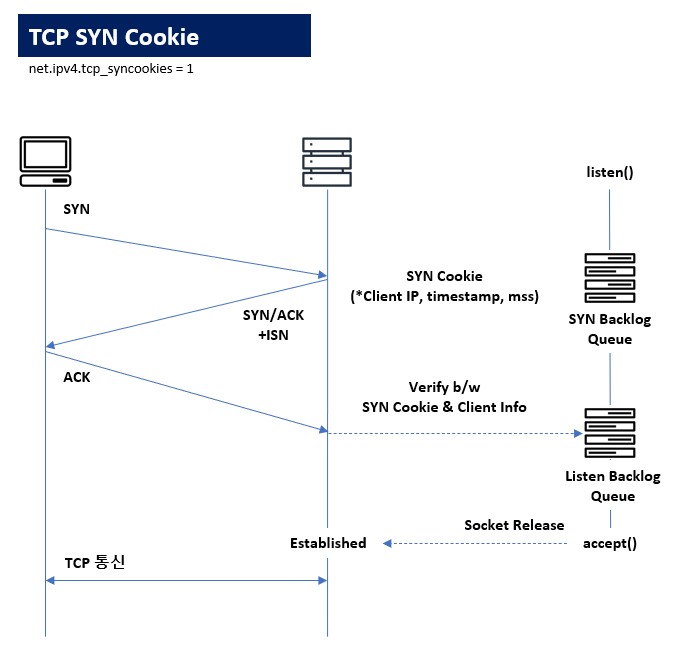 TCP SYN Cookie
net.ipv4.tcp_syncookies = 1
listen()
SYN
SYN Cookie
(*Client IP, timestamp, mss)
SYN/ACK
+ISN
SYN Backlog
Queue
ACK
Verify b/w
SYN Cookie & Client Info
Listen Backlog
Queue
Socket Release
Established
accept()
TCP 통신